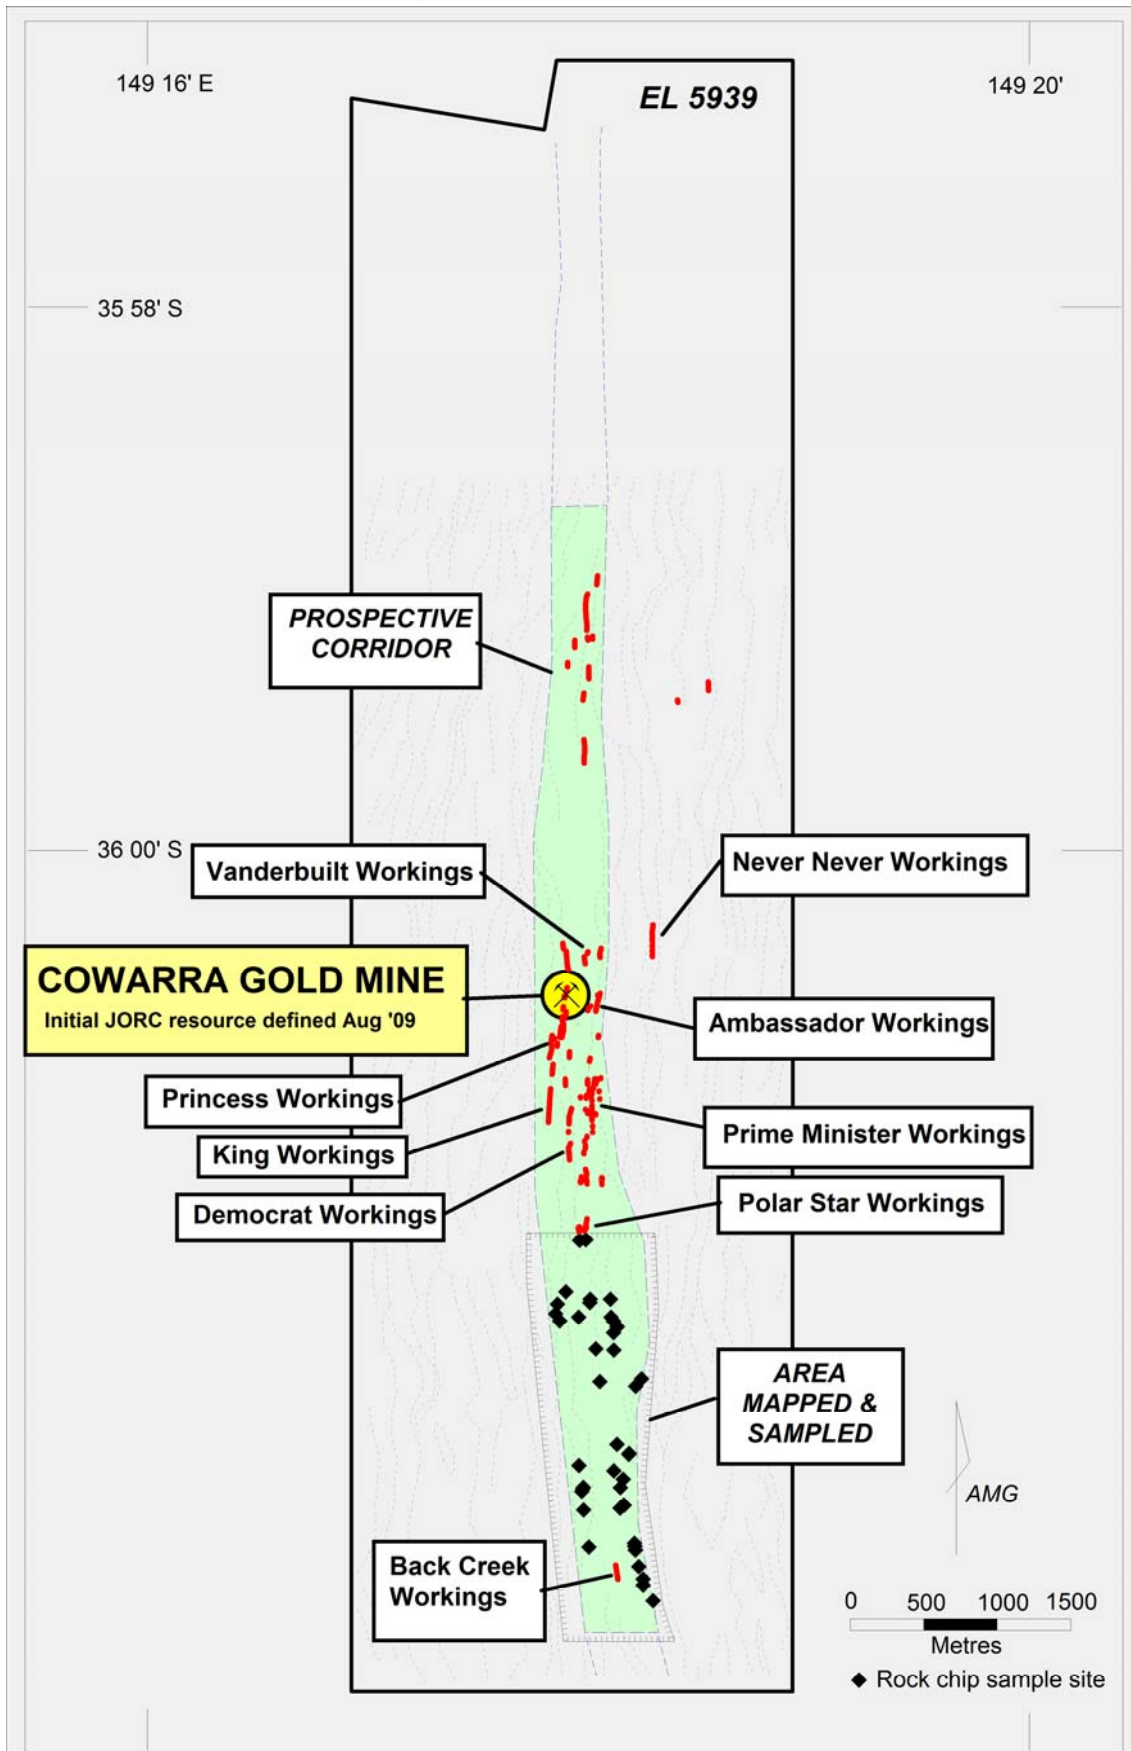 149 16' E
149 20'
EL 5939
35 58' S
PROSPECTIVE
CORRIDOR
36 00' S
Vanderbuilt Workings
Never Never Workings
COWARRA GOLD MINE
Initial JORC resource defined Aug '09
Ambassador Workings
Princess Workings
Prime Minister Workings
King Workings
Polar Star Workings
Democrat Workings
AREA
MAPPED &
SAMPLED
AMG
Back Creek
Workings
0 500 1000 1500
Metres
Rock chip sample site